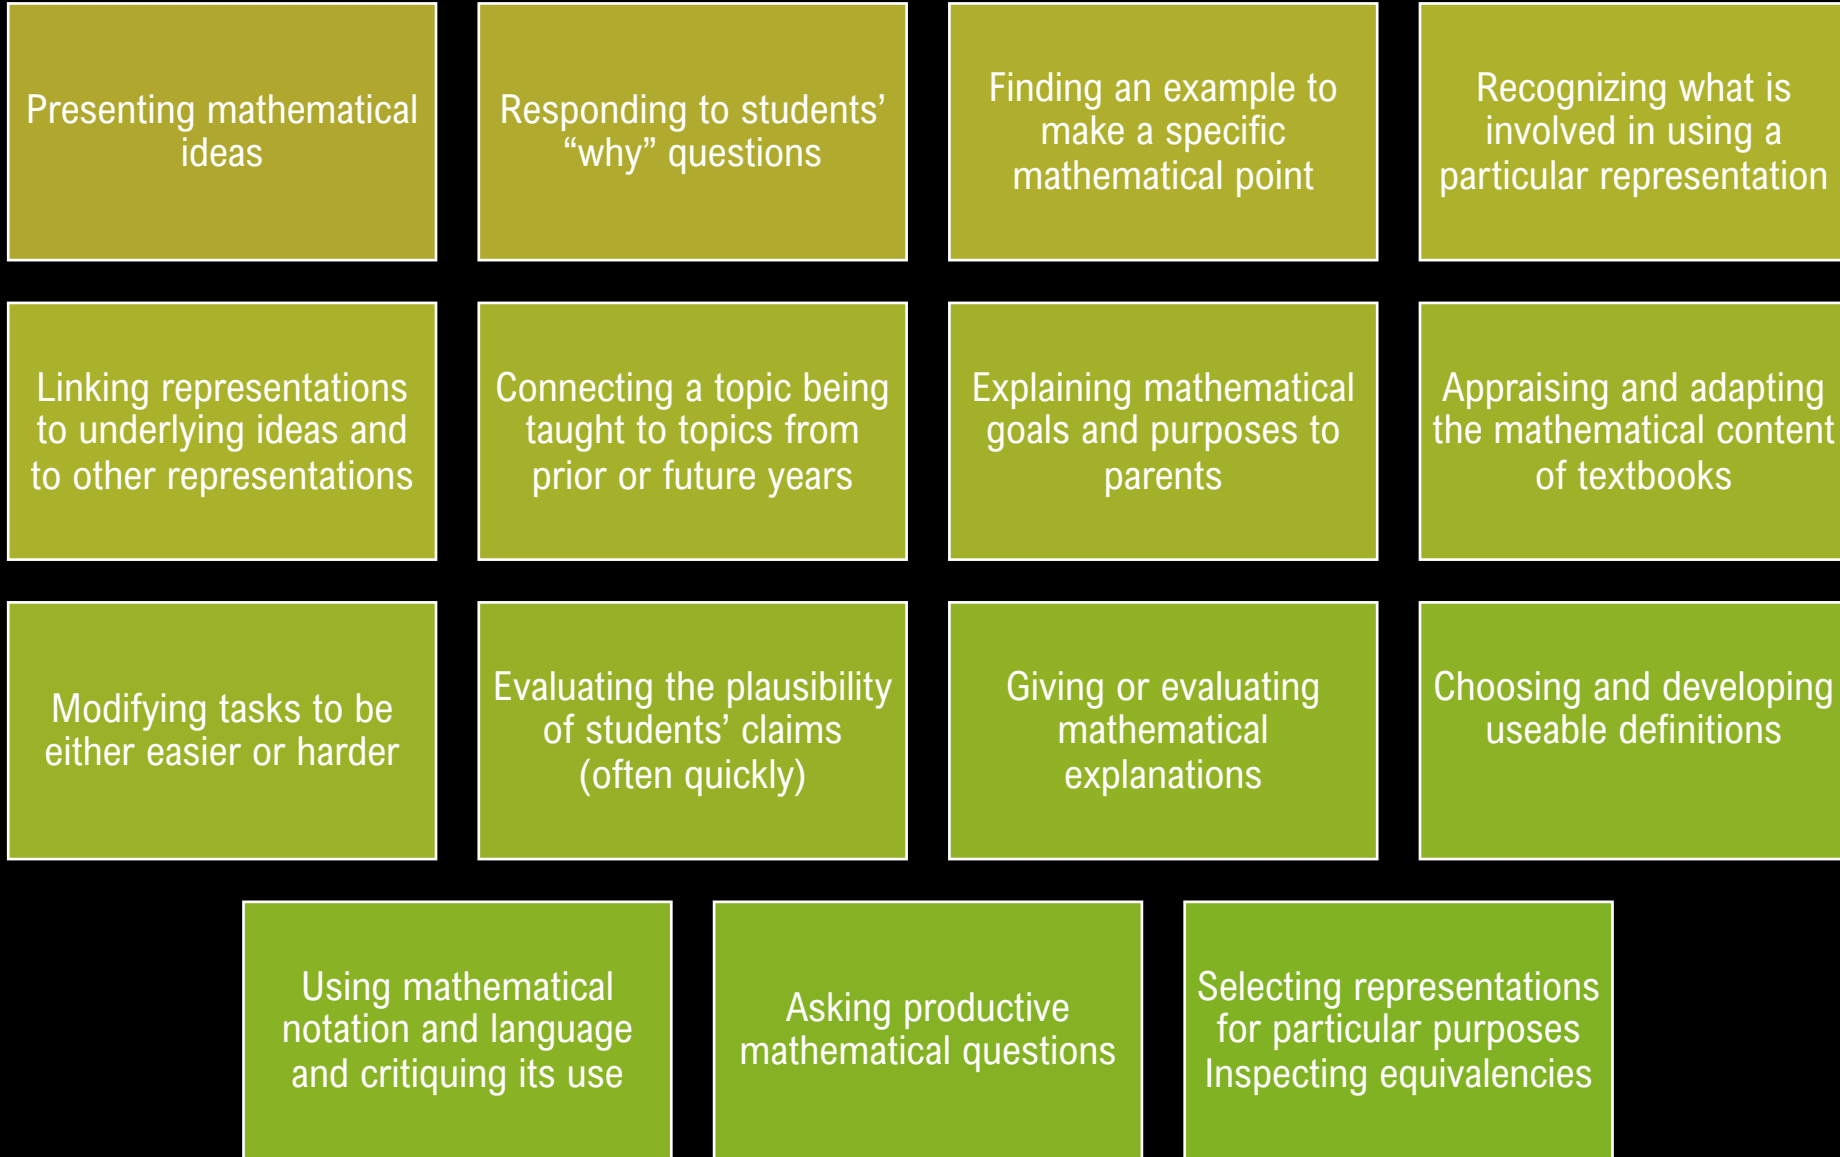 Presenting mathematical
ideas
Responding to students’
“why” questions
Finding an example to
make a specific
mathematical point
Recognizing what is
involved in using a
particular representation
Linking representations
to underlying ideas and
to other representations
Connecting a topic being
taught to topics from
prior or future years
Explaining mathematical
goals and purposes to
parents
Appraising and adapting
the mathematical content
of textbooks
Modifying tasks to be
either easier or harder
Evaluating the plausibility
of students’ claims
(often quickly)
Giving or evaluating
mathematical
explanations
Choosing and developing
useable definitions
Using mathematical
notation and language
and critiquing its use
Asking productive
mathematical questions
Selecting representations
for particular purposes
Inspecting equivalencies